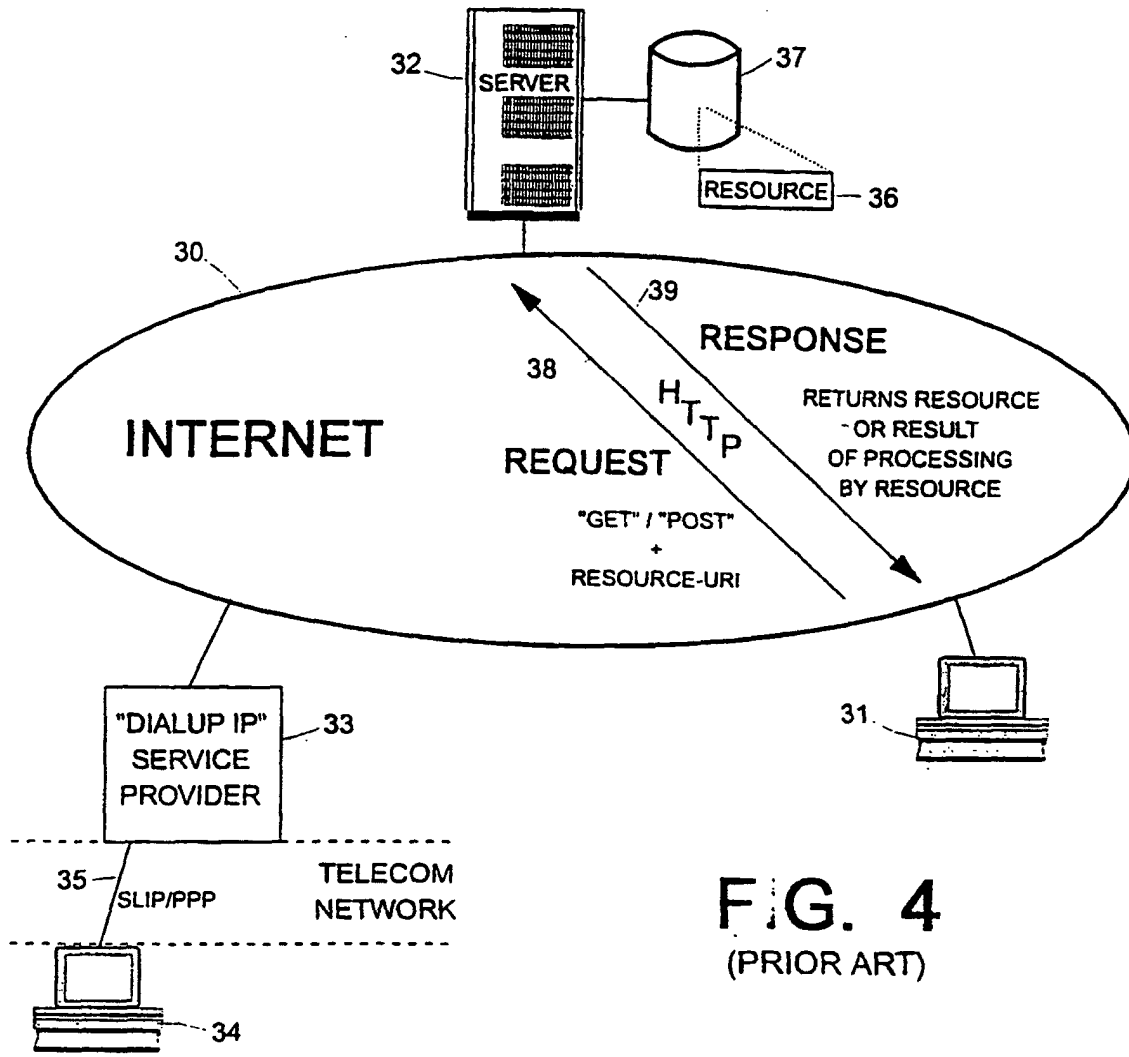 32
SERVER
37
RESOURCE
36
30
39
RESPONSE
38
HTTP
RETURNS RESOURCE
OR RESULT
OF PROCESSING
BY RESOURCE
INTERNET
REQUEST
"GET" / "POST"
+
RESOURCE-URI
"DIALUP IP"
SERVICE
PROVIDER
33
31
35
SLIP/PPP
TELECOM
NETWORK
34
FIG. 4
(PRIOR ART)